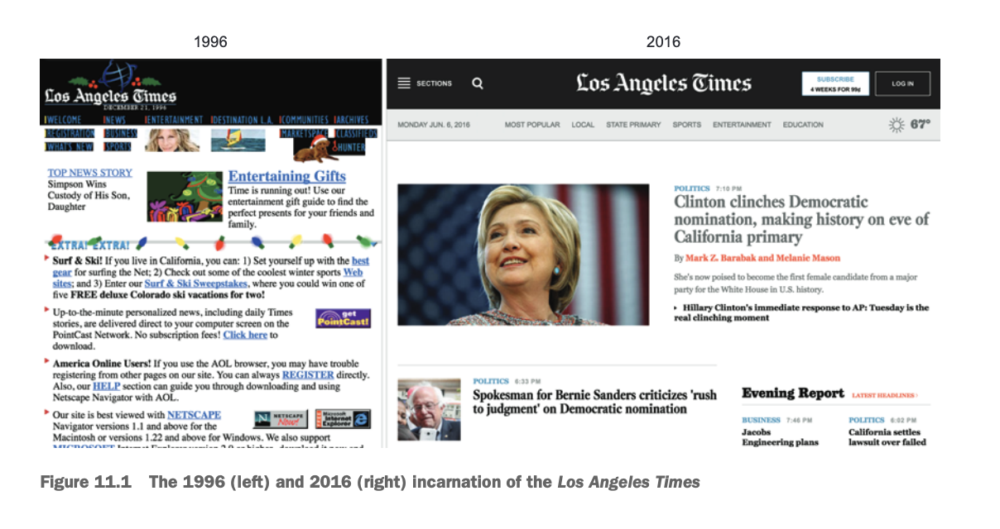 1996
2016
Los Angeles Times
DECEMBER 21, 1996
WELCOME NEWS ENTERTAINMENT DESTINATION L.A. COMMUNITIES ARCHIVES
REGISTRATION BUSINESS MARKETSPACE CLASSIFIEDS
WHAT'S NEW SPORTS HUNTER
TOP NEWS STORY
Simpson Wins
Custody of His Son,
Daughter
Entertaining Gifts
Time is running out! Use our
entertainment gift guide to find the
perfect presents for your friends and
family.
EXTRA! EXTRA!
Surf & Ski! If you live in California, you can: 1) Set yourself up with the best
gear for surfing the Net; 2) Check out some of the coolest winter sports Web
sites; and 3) Enter our Surf & Ski Sweepstakes, where you could win one of
five FREE deluxe Colorado ski vacations for two!
Up-to-the-minute personalized news, including daily Times
stories, are delivered direct to your computer screen on the
PointCast Network. No subscription fees! Click here to
download.
get
PointCast!
America Online Users! If you use the AOL browser, you may have trouble
registering from other pages on our site. You can always REGISTER directly.
Also, our HELP section can guide you through downloading and using
Netscape Navigator with AOL.
Our site is best viewed with NETSCAPE
Navigator versions 1.1 and above for the
Macintosh or versions 1.22 and above for Windows. We also support
MICROSOFT Internet Explorer version 2.0 or higher, download it now and
N NETSCAPE
Now!
FREE Microsoft
Internet
Explorer
SECTIONS
Los Angeles Times
SUBSCRIBE
4 WEEKS FOR 99¢
LOG IN
MONDAY JUN. 6, 2016 MOST POPULAR LOCAL STATE PRIMARY SPORTS ENTERTAINMENT EDUCATION 67°
POLITICS 7:10 PM
Clinton clinches Democratic
nomination, making history on eve of
California primary
By Mark Z. Barabak and Melanie Mason
She's now poised to become the first female candidate from a major
party for the White House in U.S. history.
Hillary Clinton's immediate response to AP: Tuesday is the
real clinching moment
POLITICS 6:33 PM
Spokesman for Bernie Sanders criticizes 'rush
to judgment' on Democratic nomination
Evening Report LATEST HEADLINES ›
BUSINESS 7:46 PM
Jacobs
Engineering plans
POLITICS 6:02 PM
California settles
lawsuit over failed
Figure 11.1 The 1996 (left) and 2016 (right) incarnation of the Los Angeles Times